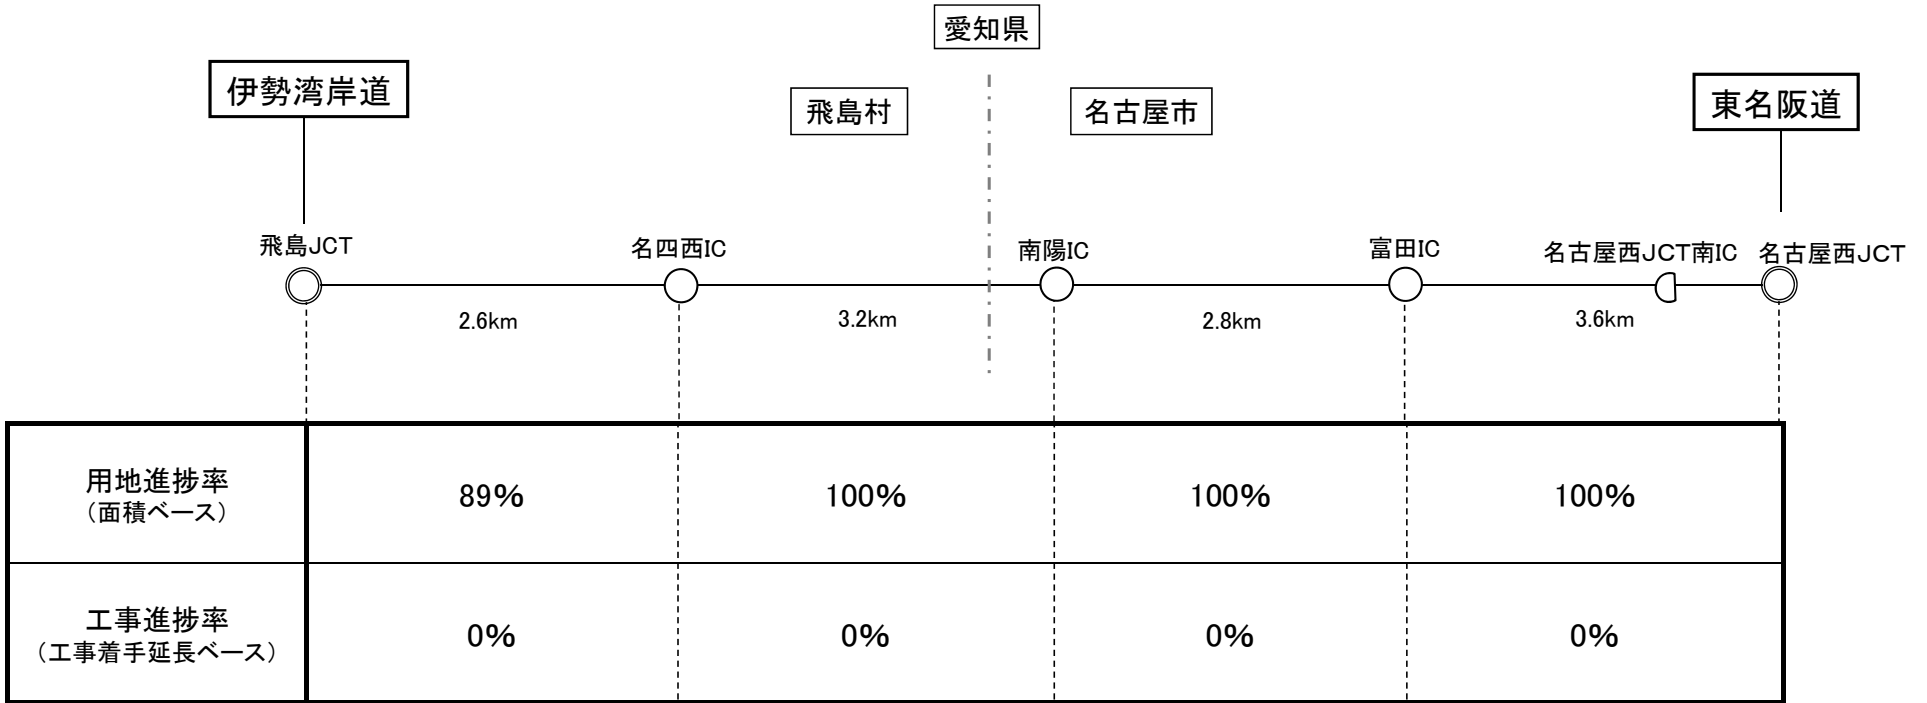 愛知県
伊勢湾岸道
飛島村
名古屋市
東名阪道
飛島JCT
名四西IC
南陽IC
富田IC
名古屋西JCT南IC
名古屋西JCT
2.6km
3.2km
2.8km
3.6km
用地進捗率
（面積ベース）
89%
100%
100%
100%
工事進捗率
（工事着手延長ベース）
0%
0%
0%
0%